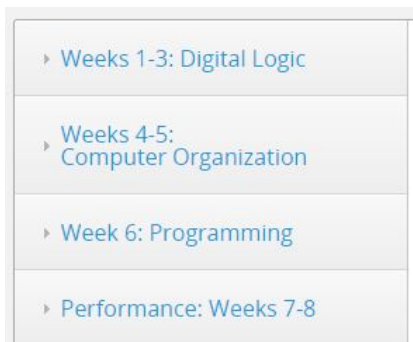 Weeks 1-3: Digital Logic
Weeks 4-5:
Computer Organization
Week 6: Programming
Performance: Weeks 7-8